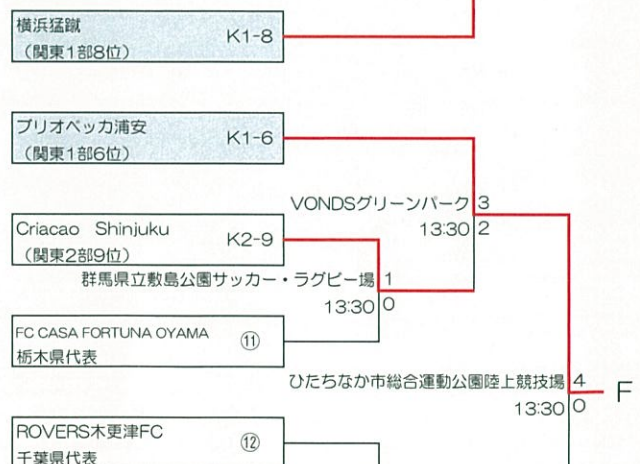 横浜猛蹴
（関東1部8位）
K1-8
ブリオベッカ浦安
（関東1部6位）
K1-6
VONDSグリーンパーク 3
13:30 2
Criacao Shinjuku
（関東2部9位）
K2-9
群馬県立敷島公園サッカー・ラグビー場 1
13:30 0
FC CASA FORTUNA OYAMA
栃木県代表
⑪
ひたちなか市総合運動公園陸上競技場 4
13:30 0
F
ROVERS木更津FC
千葉県代表
⑫